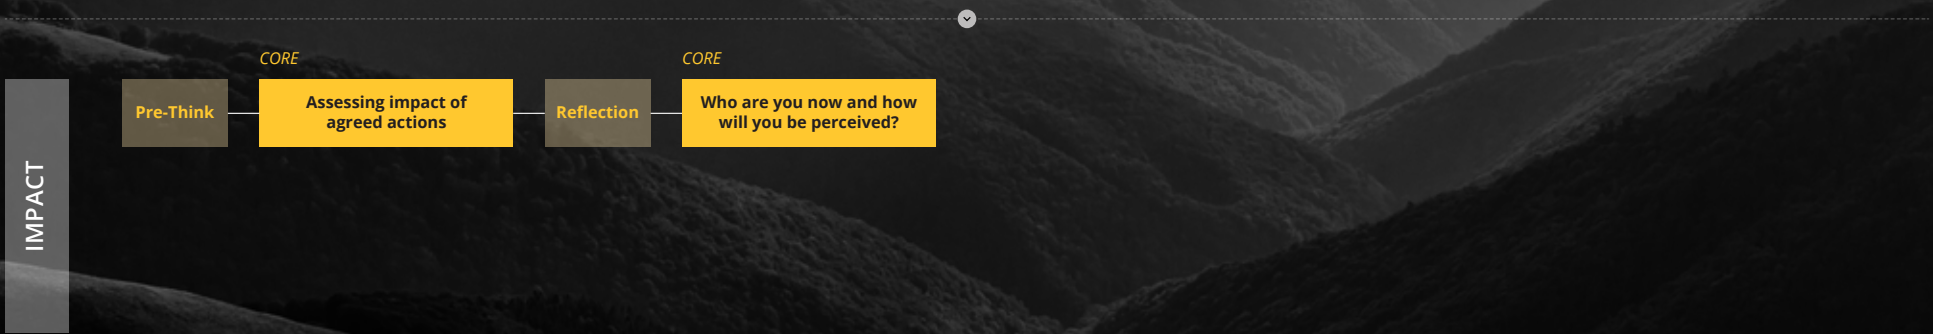 CORE
CORE
Pre-Think
Assessing impact of
agreed actions
Reflection
Who are you now and how
will you be perceived?
IMPACT